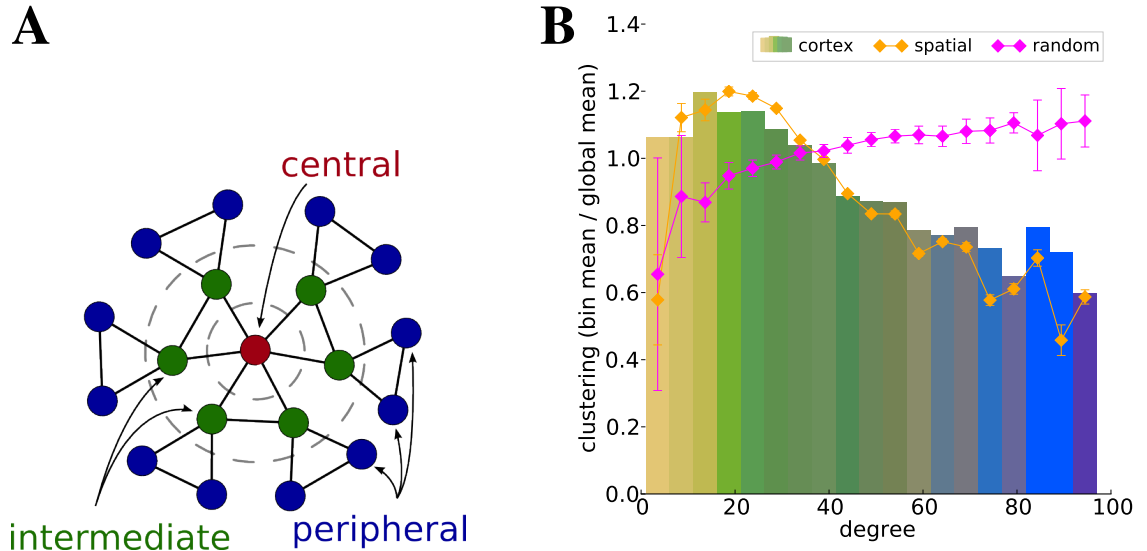 A
central
intermediate
peripheral
B
cortex
spatial
random
clustering (bin mean / global mean)
1.4
1.2
1.0
0.8
0.6
0.4
0.2
0.0
0
20
40
60
80
100
degree